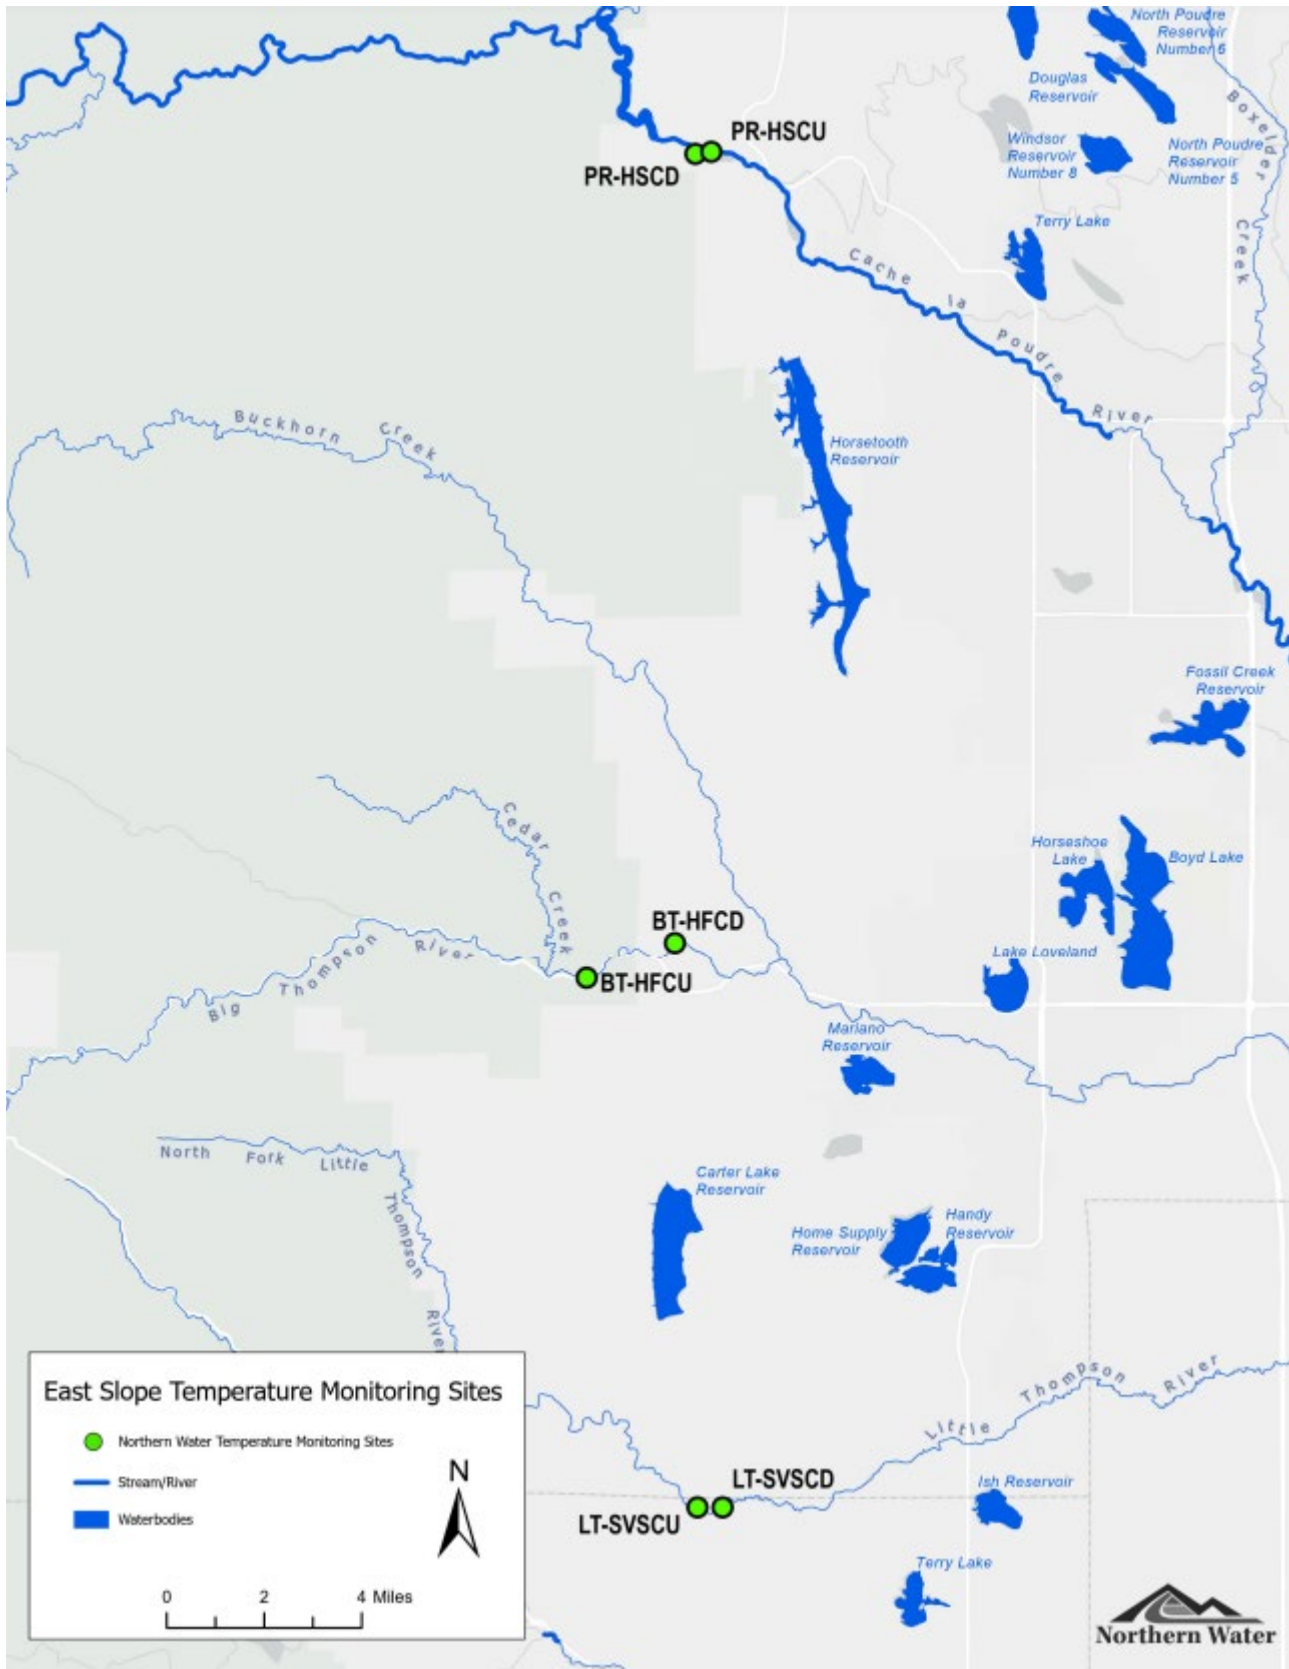 North Poudre
Reservoir
Number 6
Douglas
Reservoir
Boxelder
Creek
PR-HSCU
Windsor
Reservoir
Number 8
North Poudre
Reservoir
Number 5
PR-HSCD
Terry Lake
Cache la Poudre River
Buckhorn Creek
Horsetooth
Reservoir
Fossil Creek
Reservoir
Cedar
Creek
Horseshoe
Lake
Boyd Lake
BT-HFCD
Big Thompson River
Lake Loveland
BT-HFCU
Mariano
Reservoir
North Fork Little
Thompson
River
Carter Lake
Reservoir
Home Supply
Reservoir
Handy
Reservoir
Little Thompson River
East Slope Temperature Monitoring Sites
Northern Water Temperature Monitoring Sites
Stream/River
Waterbodies
N
0 2 4 Miles
LT-SVSCD
LT-SVSCU
Ish Reservoir
Terry Lake
Northern Water